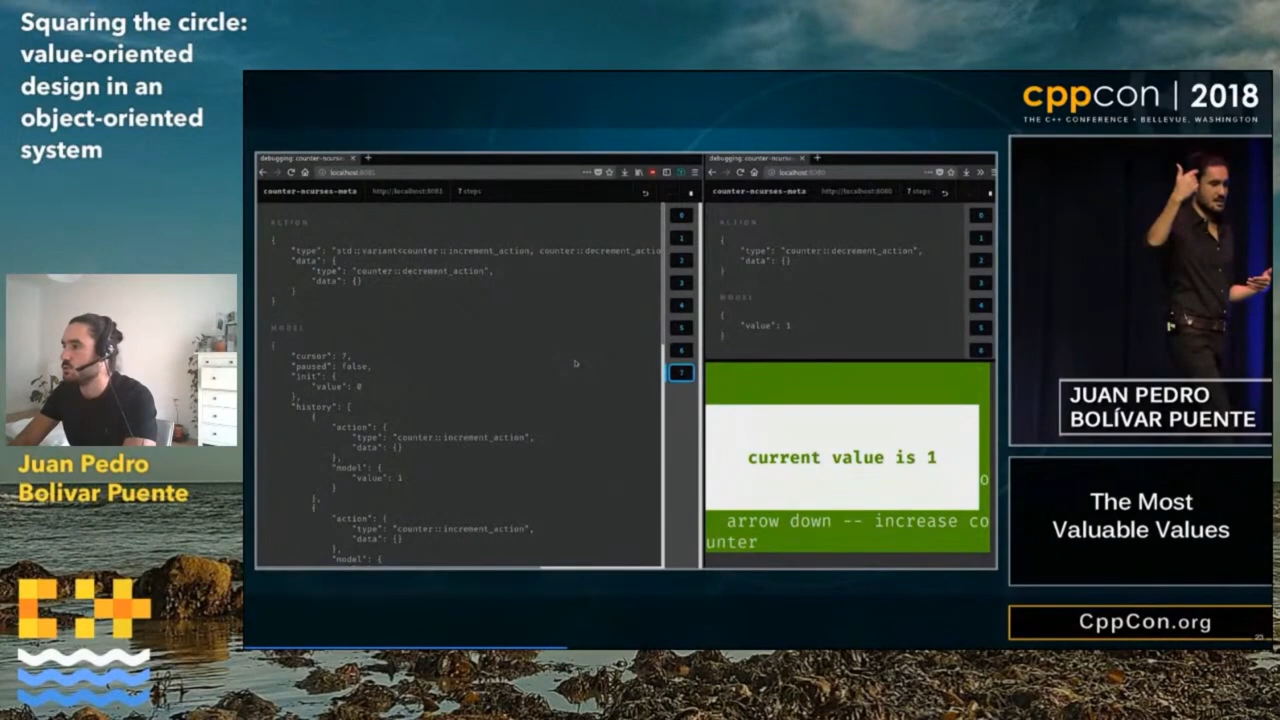 Squaring the circle:
value-oriented
design in an
object-oriented
system
Juan Pedro
Bolivar Puente
cppcon | 2018
THE C++ CONFERENCE • BELLEVUE, WASHINGTON
JUAN PEDRO
BOLÍVAR PUENTE
The Most
Valuable Values
CppCon.org
23
debugging: counter-ncurses
localhost:8081
counter-ncurses-meta http://localhost:8081 7 steps
ACTION
{
"type": "std::variant<counter::increment_action, counter::decrement_actio
"data": {
"type": "counter::decrement_action",
"data": {}
}
}
MODEL
{
"cursor": 7,
"paused": false,
"init": {
"value": 0
},
"history": [
{
"action": {
"type": "counter::increment_action",
"data": {}
},
"model": {
"value": 1
}
},
{
"action": {
"type": "counter::increment_action",
"data": {}
},
"model": {
0
1
2
3
4
5
6
7
debugging: counter-ncurses
localhost:8080
counter-ncurses-meta http://localhost:8080 7 steps
ACTION
{
"type": "counter::decrement_action",
"data": {}
}
MODEL
{
"value": 1
}
0
1
2
3
4
5
6
current value is 1
o
arrow down -- increase co
unter